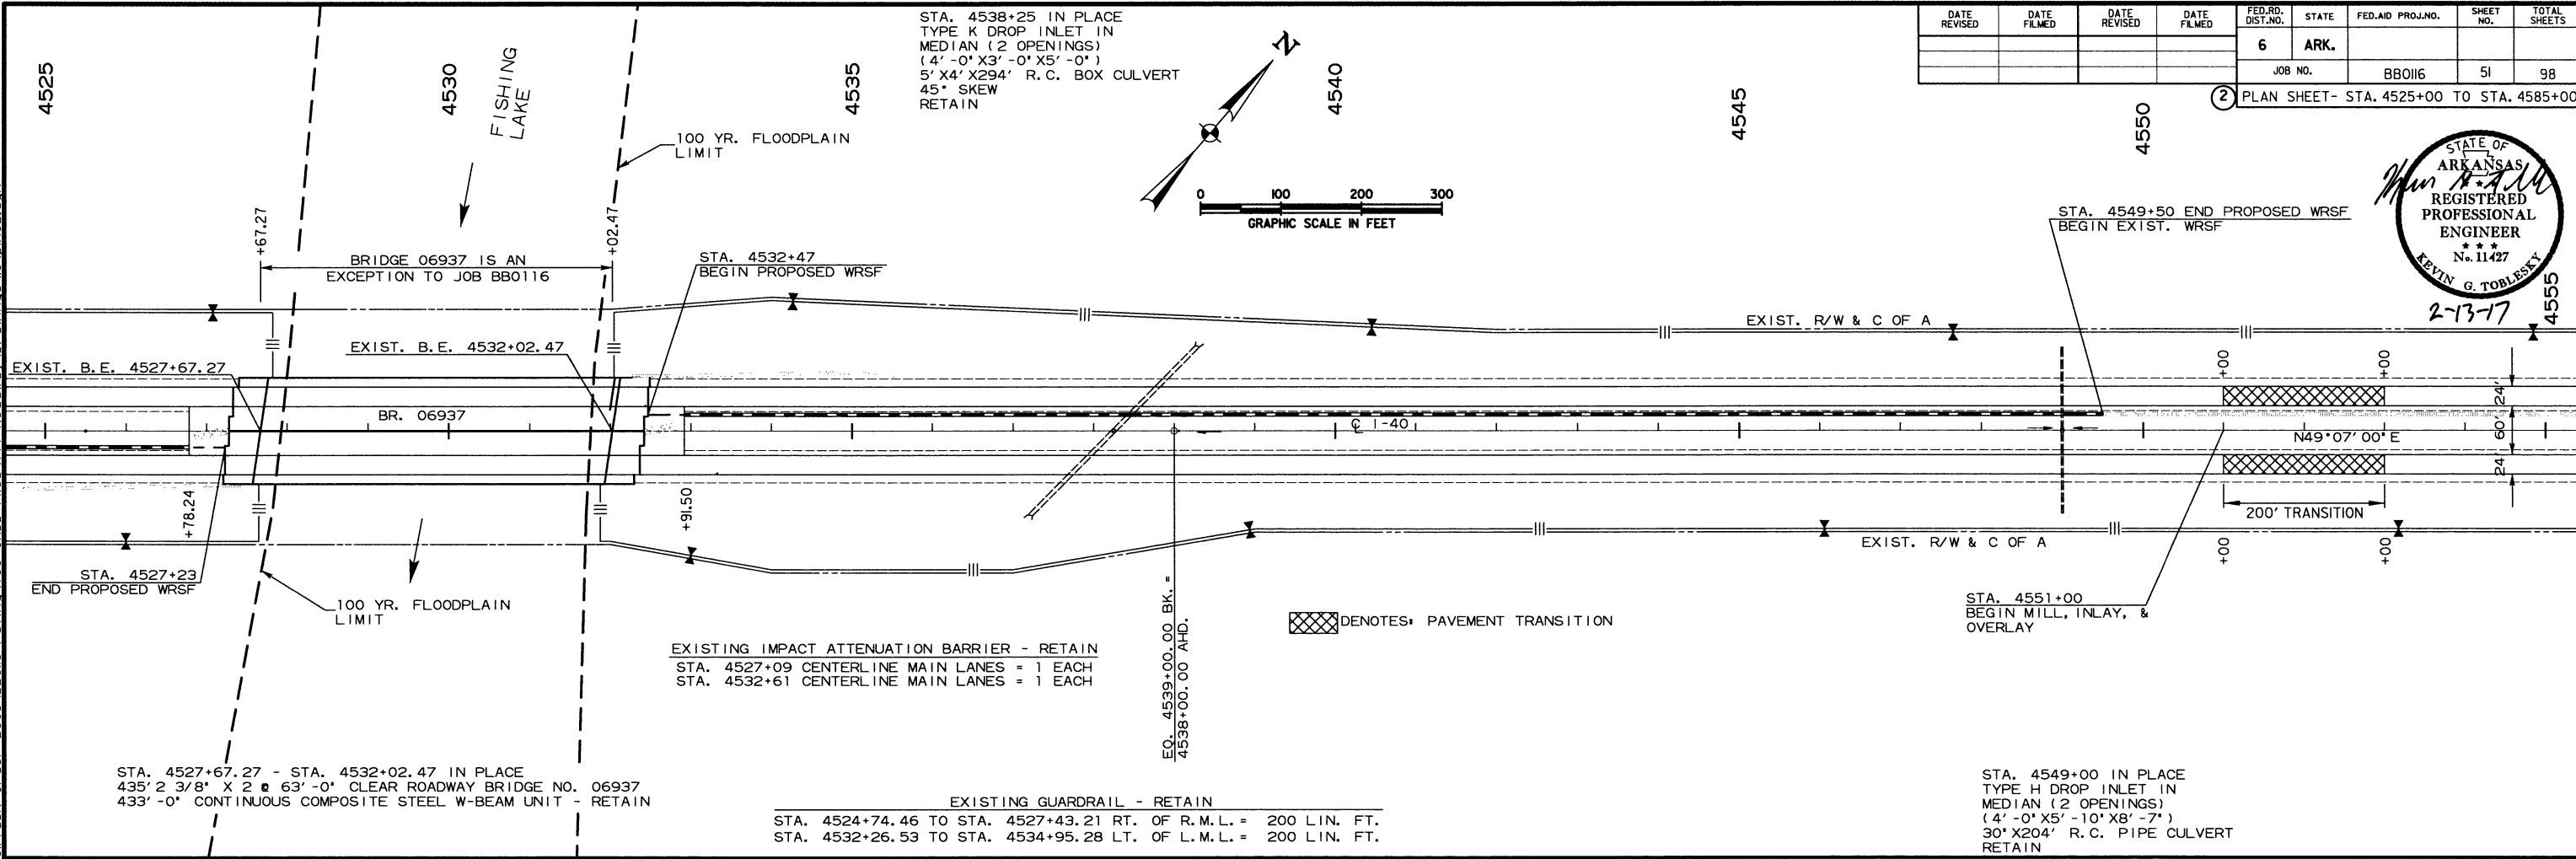 DATE REVISED
DATE FILMED
DATE REVISED
DATE FILMED
FED.RD. DIST.NO.
STATE
FED.AID PROJ.NO.
SHEET NO.
TOTAL SHEETS
6
ARK.
JOB NO.
BB0116
51
98
2
PLAN SHEET- STA. 4525+00 TO STA. 4585+00
STATE OF
ARKANSAS
REGISTERED
PROFESSIONAL
ENGINEER
No. 11427
KEVIN G. TOBLESKY
2-13-17
4525
4530
4535
4540
4545
4550
4555
FISHING
LAKE
STA. 4538+25 IN PLACE
TYPE K DROP INLET IN
MEDIAN (2 OPENINGS)
(4'-0"X3'-0"X5'-0")
5'X4'X294' R.C. BOX CULVERT
45° SKEW
RETAIN
N
0 100 200 300
GRAPHIC SCALE IN FEET
100 YR. FLOODPLAIN
LIMIT
+67.27
+02.47
BRIDGE 06937 IS AN
EXCEPTION TO JOB BB0116
STA. 4532+47
BEGIN PROPOSED WRSF
STA. 4549+50 END PROPOSED WRSF
BEGIN EXIST. WRSF
EXIST. R/W & C OF A
EXIST. B.E. 4532+02.47
EXIST. B.E. 4527+67.27
BR. 06937
℄ I-40
N49°07'00"E
+00
+00
24'
60'
24'
200' TRANSITION
+00
+00
+78.24
+91.50
EXIST. R/W & C OF A
STA. 4527+23
END PROPOSED WRSF
100 YR. FLOODPLAIN
LIMIT
EQ. 4539+00.00 BK. =
4538+00.00 AHD.
DENOTES: PAVEMENT TRANSITION
STA. 4551+00
BEGIN MILL, INLAY, &
OVERLAY
EXISTING IMPACT ATTENUATION BARRIER - RETAIN
STA. 4527+09 CENTERLINE MAIN LANES = 1 EACH
STA. 4532+61 CENTERLINE MAIN LANES = 1 EACH
STA. 4527+67.27 - STA. 4532+02.47 IN PLACE
435'2 3/8" X 2 @ 63'-0" CLEAR ROADWAY BRIDGE NO. 06937
433'-0" CONTINUOUS COMPOSITE STEEL W-BEAM UNIT - RETAIN
EXISTING GUARDRAIL - RETAIN
STA. 4524+74.46 TO STA. 4527+43.21 RT. OF R.M.L. = 200 LIN. FT.
STA. 4532+26.53 TO STA. 4534+95.28 LT. OF L.M.L. = 200 LIN. FT.
STA. 4549+00 IN PLACE
TYPE H DROP INLET IN
MEDIAN (2 OPENINGS)
(4'-0"X5'-10"X8'-7")
30"X204' R.C. PIPE CULVERT
RETAIN